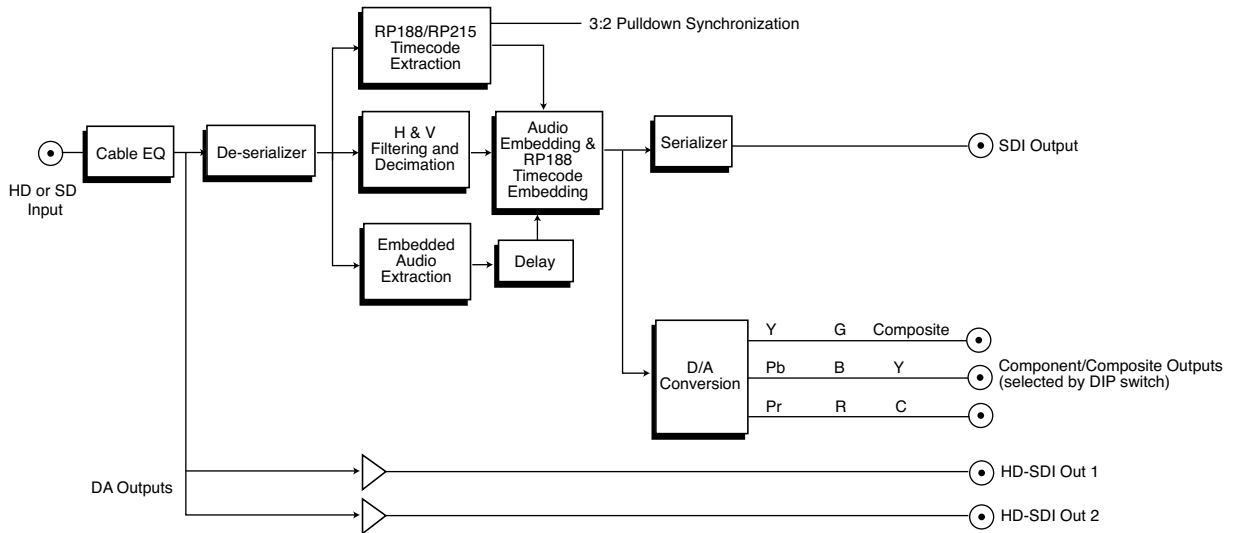 RP188/RP215
Timecode
Extraction
3:2 Pulldown Synchronization
HD or SD
Input
Cable EQ
De-serializer
H & V
Filtering and
Decimation
Audio
Embedding &
RP188
Timecode
Embedding
Serializer
SDI Output
Embedded
Audio
Extraction
Delay
D/A
Conversion
Y G Composite
Pb B Y
Pr R C
Component/Composite Outputs
(selected by DIP switch)
DA Outputs
HD-SDI Out 1
HD-SDI Out 2